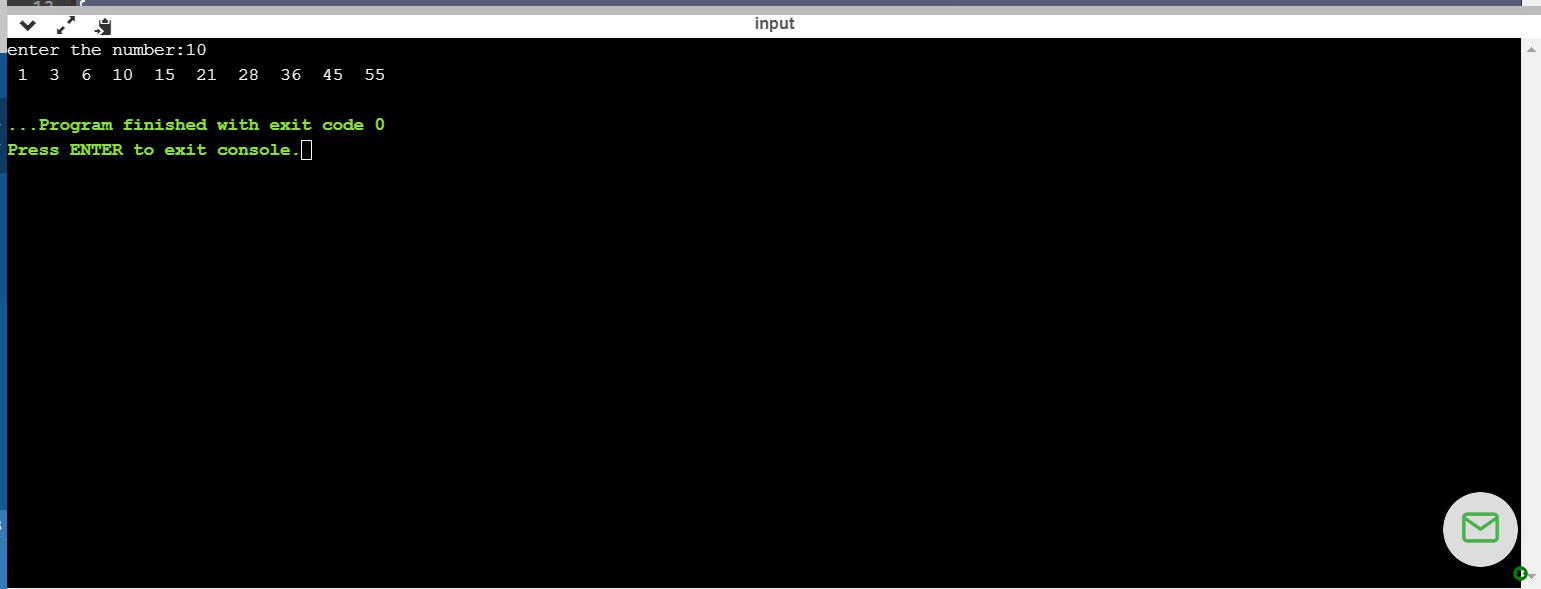 input
enter the number:10
1 3 6 10 15 21 28 36 45 55
...Program finished with exit code 0
Press ENTER to exit console.